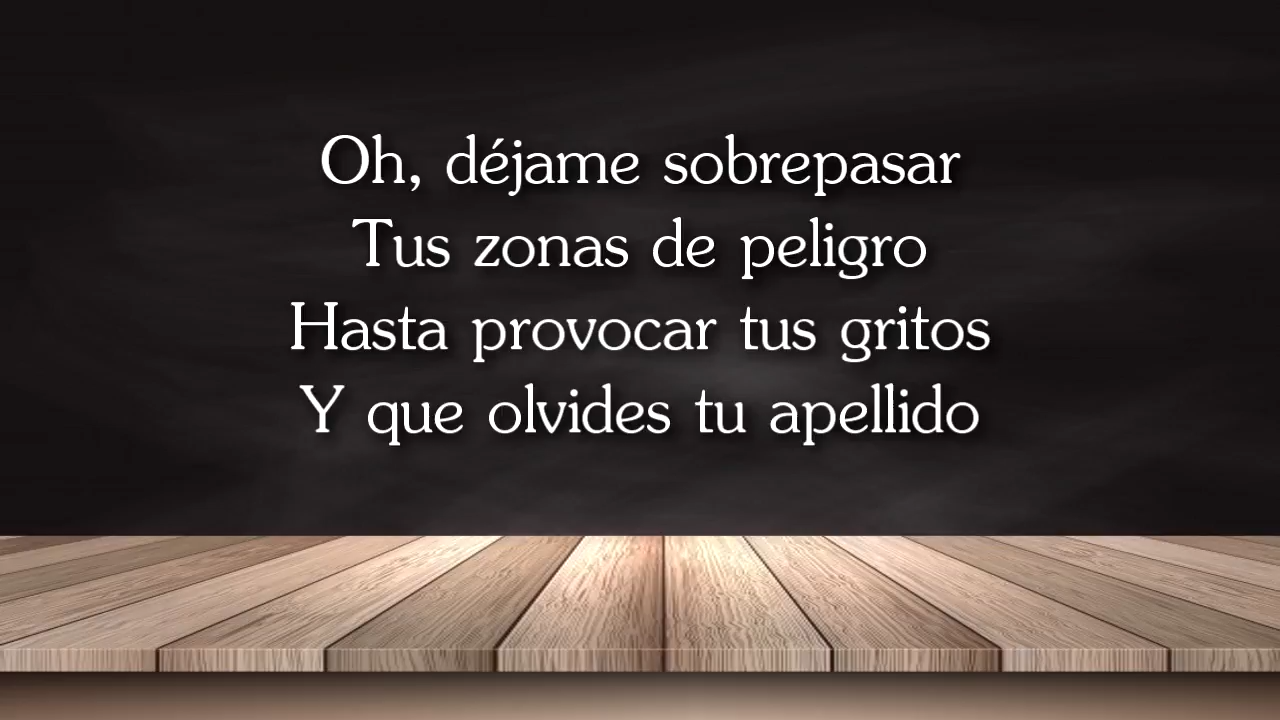 Oh, déjame sobrepasar
Tus zonas de peligro
Hasta provocar tus gritos
Y que olvides tu apellido